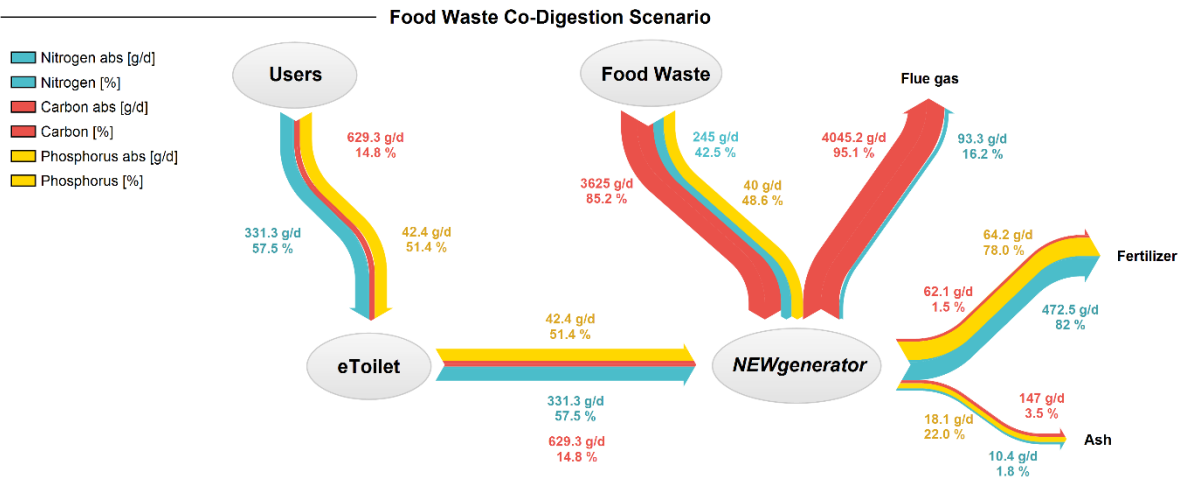 Food Waste Co-Digestion Scenario
Nitrogen abs [g/d]
Nitrogen [%]
Carbon abs [g/d]
Carbon [%]
Phosphorus abs [g/d]
Phosphorus [%]
Users
Food Waste
Flue gas
629.3 g/d
14.8 %
331.3 g/d
57.5 %
42.4 g/d
51.4 %
3625 g/d
85.2 %
245 g/d
42.5 %
40 g/d
48.6 %
4045.2 g/d
95.1 %
93.3 g/d
16.2 %
64.2 g/d
78.0 %
Fertilizer
62.1 g/d
1.5 %
472.5 g/d
82 %
eToilet
42.4 g/d
51.4 %
331.3 g/d
57.5 %
629.3 g/d
14.8 %
NEWgenerator
147 g/d
3.5 %
18.1 g/d
22.0 %
Ash
10.4 g/d
1.8 %